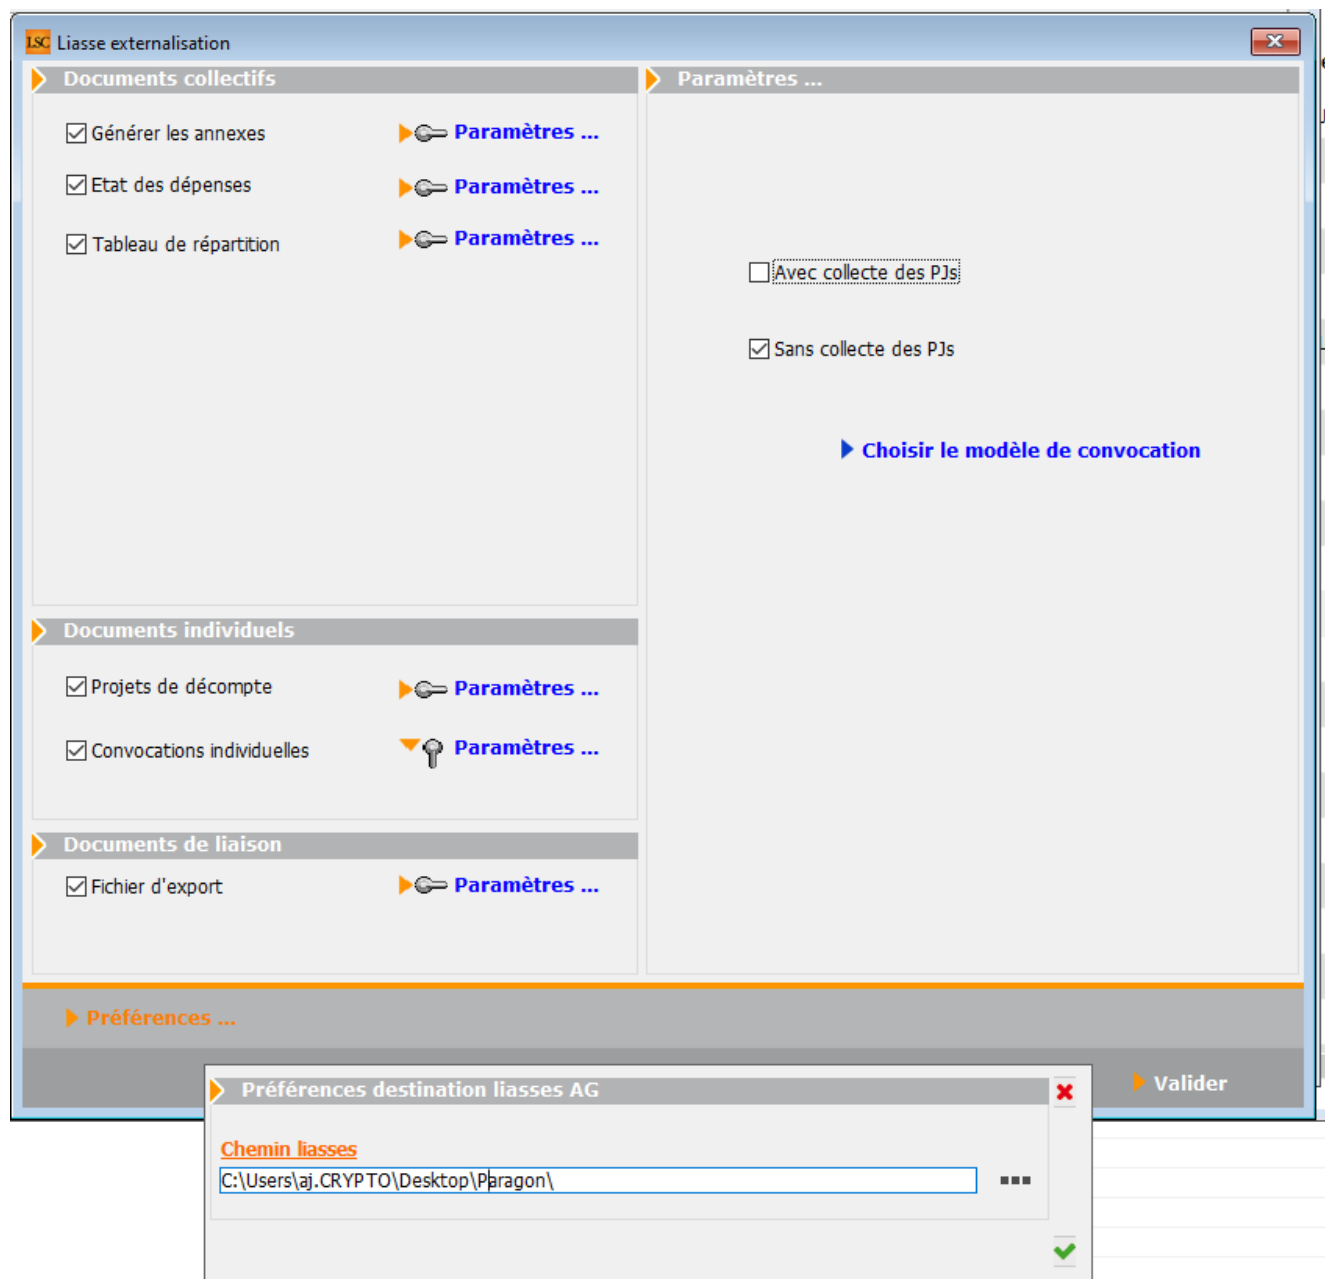 LSC Liasse externalisation
Documents collectifs
Générer les annexes Paramètres ...
Etat des dépenses Paramètres ...
Tableau de répartition Paramètres ...
Documents individuels
Projets de décompte Paramètres ...
Convocations individuelles Paramètres ...
Documents de liaison
Fichier d'export Paramètres ...
Paramètres ...
Avec collecte des PJs
Sans collecte des PJs
Choisir le modèle de convocation
Préférences ...
Valider
Préférences destination liasses AG
Chemin liasses
C:\Users\aj.CRYPTO\Desktop\Paragon\